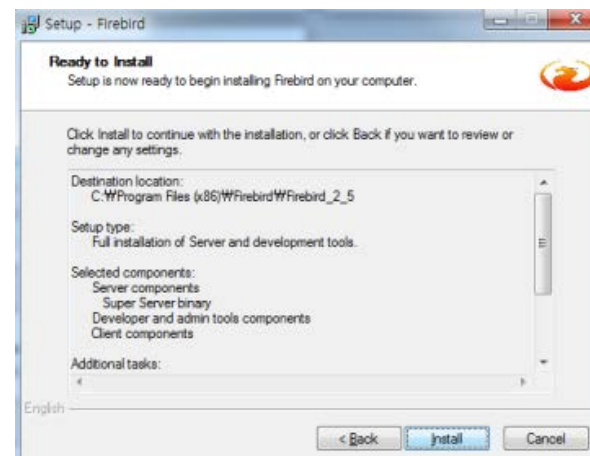 Setup - Firebird
Ready to Install
Setup is now ready to begin installing Firebird on your computer.
Click Install to continue with the installation, or click Back if you want to review or
change any settings.
Destination location:
C:₩Program Files (x86)₩Firebird₩Firebird_2_5
Setup type:
Full installation of Server and development tools.
Selected components:
Server components
Super Server binary
Developer and admin tools components
Client components
Additional tasks:
English
< Back
Install
Cancel